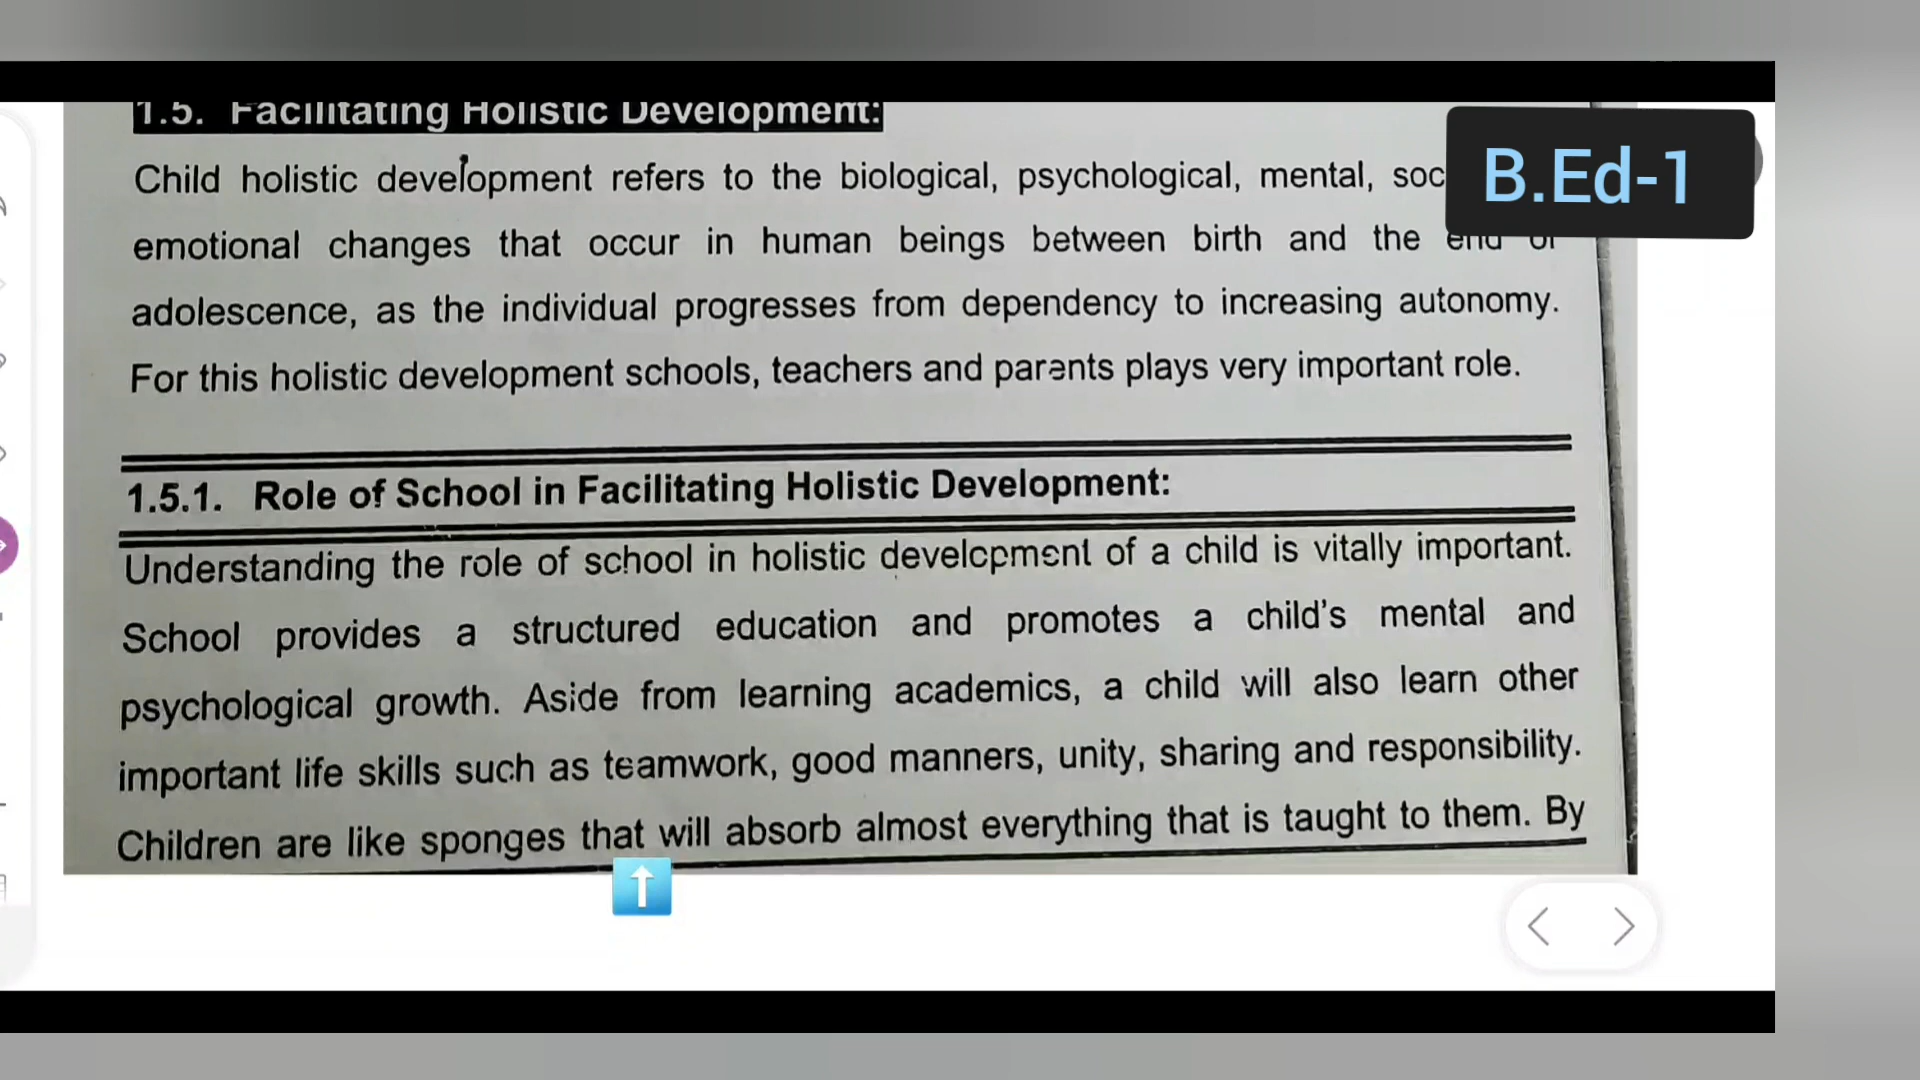 1.5. Facilitating Holistic Development:
B.Ed-1
Child holistic development refers to the biological, psychological, mental,
emotional changes that occur in human beings between birth and the end of
adolescence, as the individual progresses from dependency to increasing autonomy.
For this holistic development schools, teachers and parents plays very important role.
1.5.1. Role of School in Facilitating Holistic Development:
Understanding the role of school in holistic development of a child is vitally important.
School provides a structured education and promotes a child's mental and
psychological growth. Aside from learning academics, a child will also learn other
important life skills such as teamwork, good manners, unity, sharing and responsibility.
Children are like sponges that will absorb almost everything that is taught to them. By